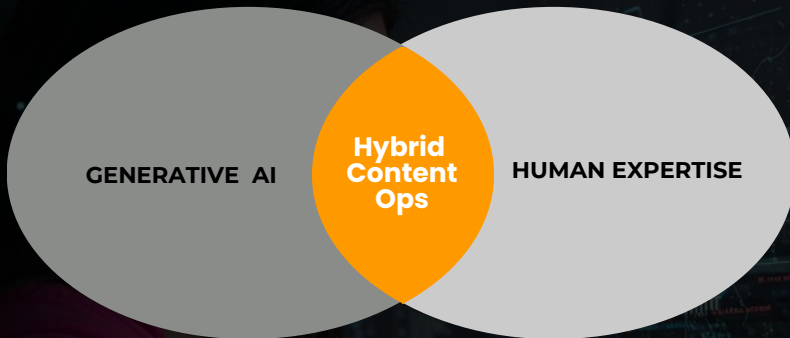 GENERATIVE AI
Hybrid
Content
Ops
HUMAN EXPERTISE